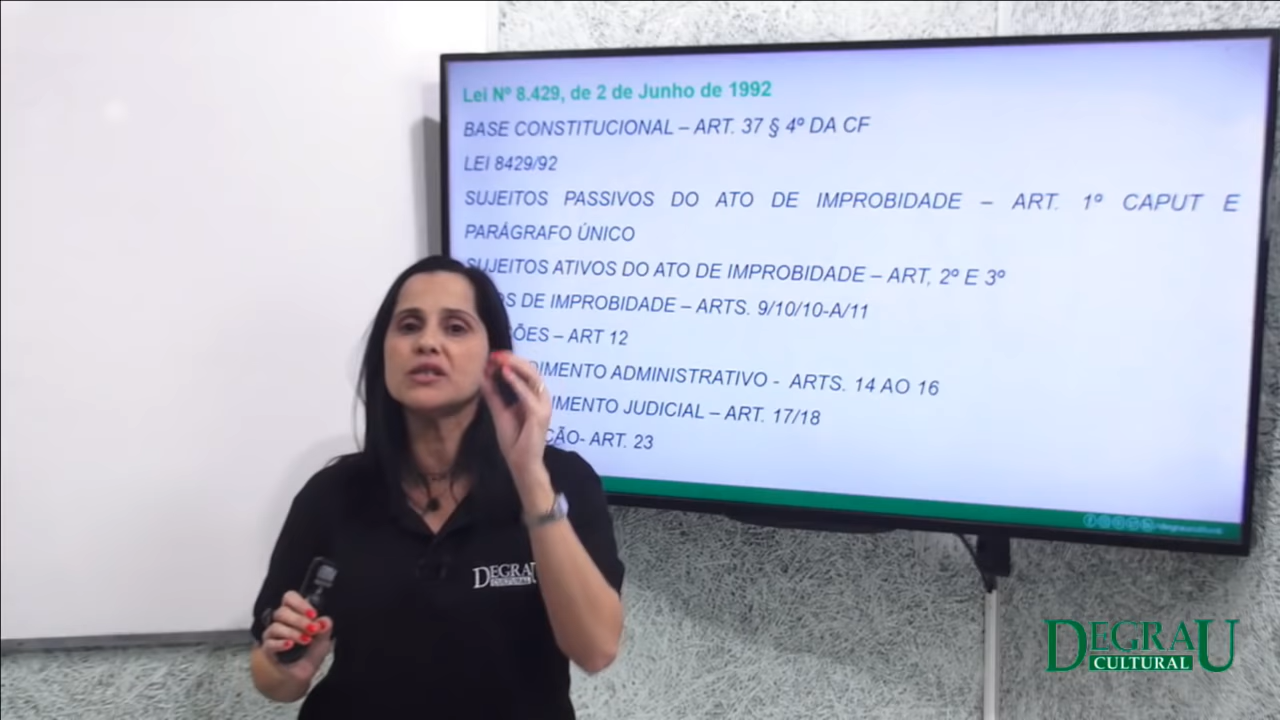 Lei Nº 8.429, de 2 de Junho de 1992
BASE CONSTITUCIONAL – ART. 37 § 4º DA CF
LEI 8429/92
SUJEITOS PASSIVOS DO ATO DE IMPROBIDADE – ART. 1º CAPUT E
PARÁGRAFO ÚNICO
SUJEITOS ATIVOS DO ATO DE IMPROBIDADE – ART, 2º E 3º
DE IMPROBIDADE – ARTS. 9/10/10-A/11
– ART 12
ADMINISTRATIVO - ARTS. 14 AO 16
JUDICIAL – ART. 17/18
- ART. 23
DEGRAU
CULTURAL
DEGRAU
CULTURAL